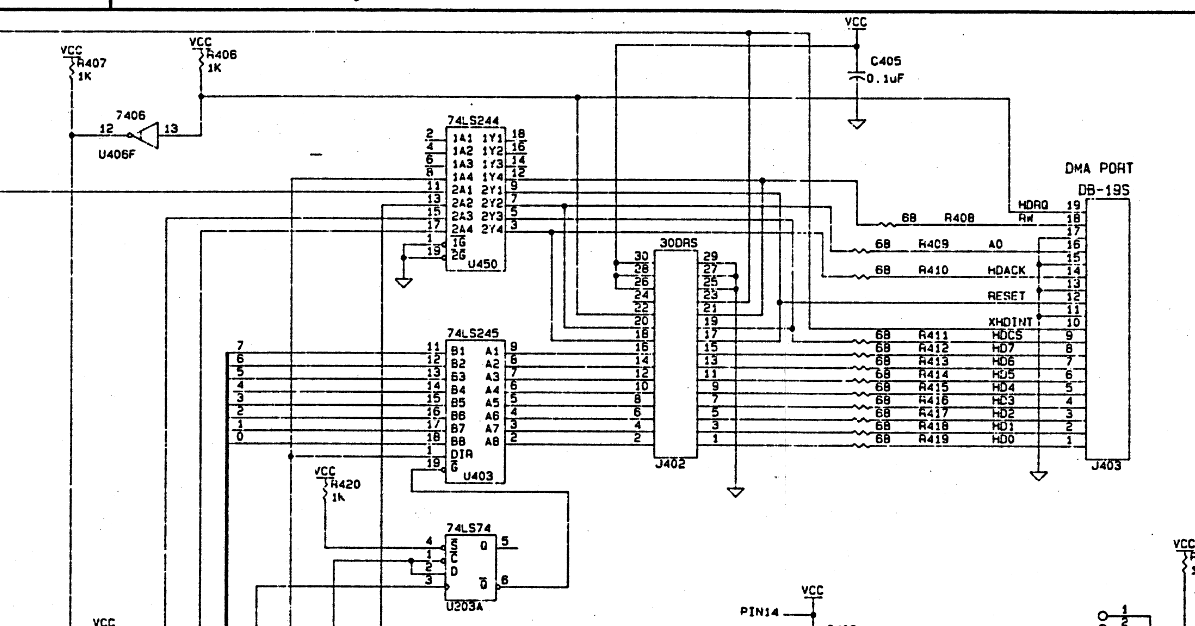 VCC
R407
1K
VCC
R406
1K
7406
12 13
U406F
VCC
C405
0.1uF
74LS244
2 1A1 1Y1 18
4 1A2 1Y2 16
6 1A3 1Y3 14
8 1A4 1Y4 12
11 2A1 2Y1 9
13 2A2 2Y2 7
15 2A3 2Y3 5
17 2A4 2Y4 3
1 1G
19 2G
U450
DMA PORT
DB-19S
HDRQ 19
68 R408 RW 18
17
68 R409 A0 16
15
68 R410 HDACK 14
13
RESET 12
11
XHDINT 10
68 R411 HDCS 9
68 R412 HD7 8
68 R413 HD6 7
68 R414 HD5 6
68 R415 HD4 5
68 R416 HD3 4
68 R417 HD2 3
68 R418 HD1 2
68 R419 HD0 1
J403
30DRS
30 29
28 27
26 25
24 23
22 21
20 19
18 17
16 15
14 13
12 11
10 9
8 7
6 5
4 3
2 1
J402
74LS245
7 11 B1 A1 9
6 12 B2 A2 8
5 13 B3 A3 7
4 14 B4 A4 6
3 15 B5 A5 5
2 16 B6 A6 4
1 17 B7 A7 3
0 18 B8 A8 2
1 DIR
19 G
U403
VCC
R420
1K
74LS74
4 S Q 5
1 C
2 D
3 Q 6
U203A
VCC
VCC
PIN14
VCC
1
2